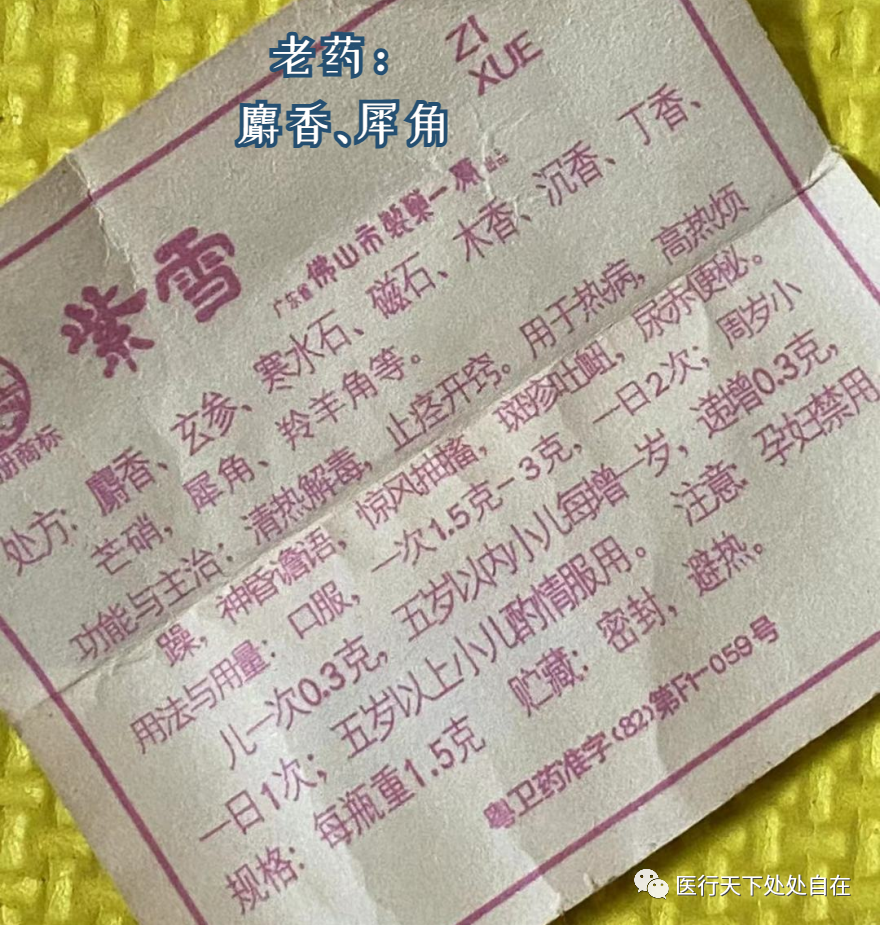 老药：
麝香、犀角
ZI
XUE
紫雪
广东省佛山市製藥一厰出品
册商标
处方：麝香、玄参、寒水石、磁石、木香、沉香、丁香、
芒硝，犀角、羚羊角等。
功能与主治：清热解毒，止痉开窍。用于热病，高热烦
躁，神昏谵语、惊风抽搐，斑疹吐衄，尿赤便秘。
用法与用量：口服，一次1.5克-3克，一日2次；周岁小
儿一次0.3克，五岁以内小儿每增一岁，递增0.3克，
一日1次；五岁以上小儿酌情服用。 注意：孕妇禁用
规格：每瓶重1.5克 贮藏：密封，避热。
粤卫药准字(82)第F1-059号
医行天下处处自在